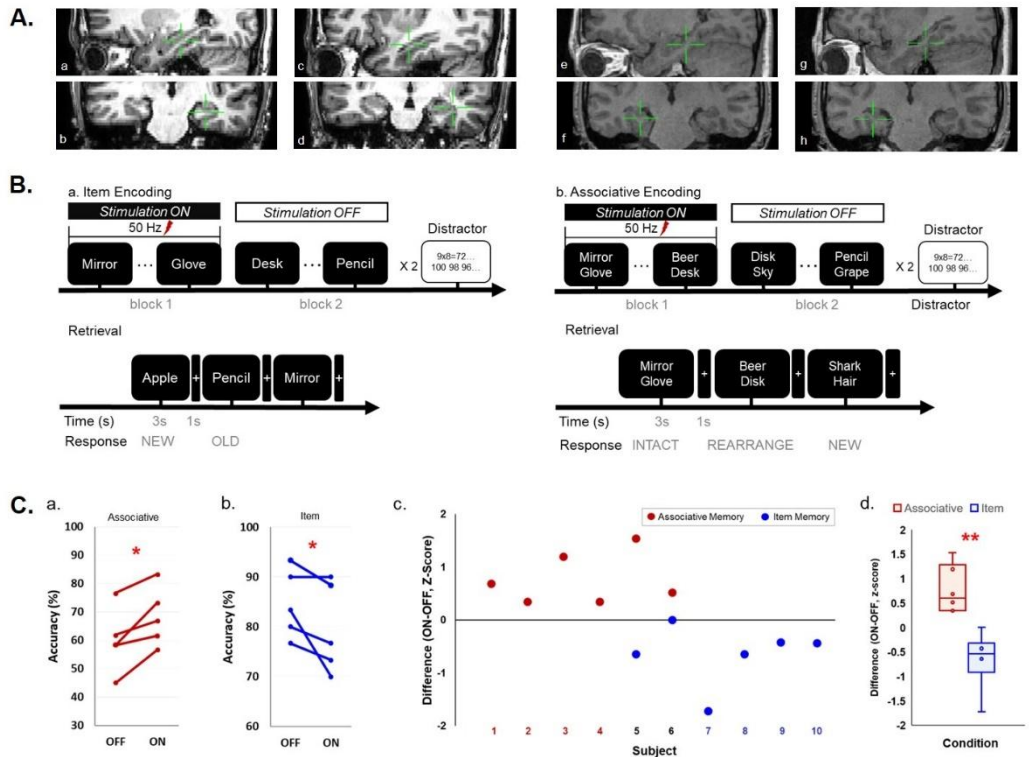 A.
a
c
e
g
b
d
f
h
B.
a. Item Encoding
Stimulation ON
Stimulation OFF
50 Hz
Distractor
Mirror
...
Glove
Desk
...
Pencil
X 2
9x8=72...
100 98 96...
block 1
block 2
Retrieval
Apple
+
Pencil
+
Mirror
+
Time (s)
3s
1s
Response
NEW
OLD
b. Associative Encoding
Stimulation ON
Stimulation OFF
50 Hz
Distractor
Mirror
Glove
...
Beer
Desk
Disk
Sky
...
Pencil
Grape
X 2
9x8=72...
100 98 96...
block 1
block 2
Distractor
Retrieval
Mirror
Glove
+
Beer
Disk
+
Shark
Hair
+
Time (s)
3s
1s
Response
INTACT
REARRANGE
NEW
C.
a.
Associative
*
Accuracy (%)
100
90
80
70
60
50
40
30
OFF
ON
b.
Item
*
Accuracy (%)
100
90
80
70
60
OFF
ON
c.
Associative Memory
Item Memory
Difference (ON-OFF, Z-Score)
2
1
0
-1
-2
1
2
3
4
5
6
7
8
9
10
Subject
d.
Associative
Item
**
Difference (ON-OFF, z-score)
2
1.5
1
0.5
0
-0.5
-1
-1.5
-2
Condition